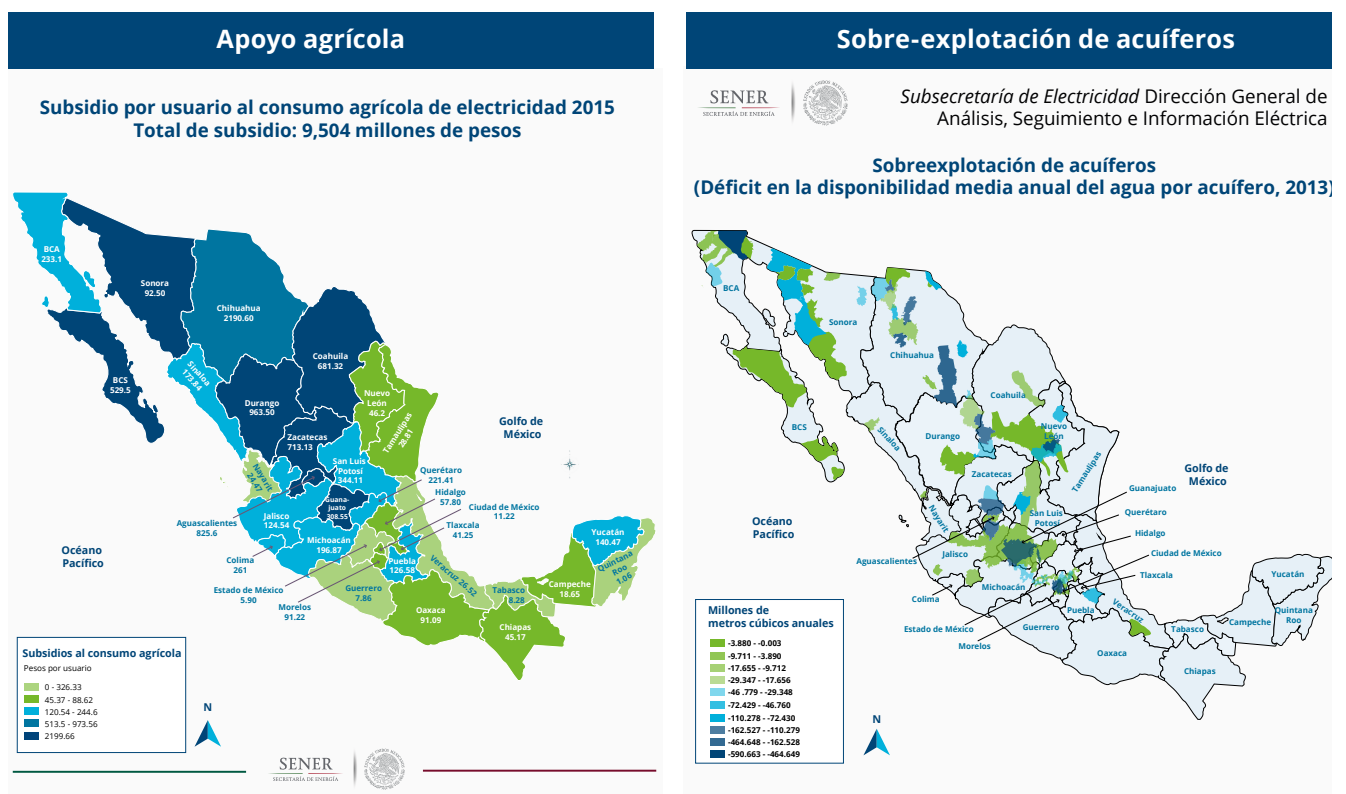 Apoyo agrícola
Subsidio por usuario al consumo agrícola de electricidad 2015
Total de subsidio: 9,504 millones de pesos
BCA
233.1
Sonora
92.50
Chihuahua
2190.60
Coahuila
681.32
BCS
529.5
Sinaloa
173.84
Durango
963.50
Nuevo
León
46.2
Tamaulipas
28.81
Zacatecas
713.13
Golfo de
México
San Luis
Potosí
344.11
Nayarit
24.47
Querétaro
221.41
Hidalgo
57.80
Guana-
juato
308.55
Ciudad de México
11.22
Jalisco
124.54
Aguascalientes
825.6
Tlaxcala
41.25
Michoacán
196.87
Yucatán
140.47
Océano
Pacífico
Colima
261
Puebla
126.58
Veracruz 26.52
Quintana
Roo
1.06
Estado de México
5.90
Guerrero
7.86
Tabasco
8.28
Campeche
18.65
Morelos
91.22
Oaxaca
91.09
Chiapas
45.17
Subsidios al consumo agrícola
Pesos por usuario
0 - 326.33
45.37 - 88.62
120.54 - 244.6
513.5 - 973.56
2199.66
N
SENER
SECRETARÍA DE ENERGÍA
Sobre-explotación de acuíferos
SENER
SECRETARÍA DE ENERGÍA
Subsecretaría de Electricidad Dirección General de
Análisis, Seguimiento e Información Eléctrica
Sobreexplotación de acuíferos
(Déficit en la disponibilidad media anual del agua por acuífero, 2013)
BCA
Sonora
Chihuahua
Coahuila
BCS
Sinaloa
Durango
Nuevo
León
Tamaulipas
Zacatecas
Golfo de
México
Guanajuato
San Luis
Potosí
Querétaro
Nayarit
Océano
Pacífico
Hidalgo
Jalisco
Aguascalientes
Ciudad de México
Tlaxcala
Michoacán
Colima
Yucatán
Puebla
Veracruz
Quintana
Roo
Campeche
Estado de México
Guerrero
Tabasco
Morelos
Oaxaca
Chiapas
Millones de
metros cúbicos anuales
-3.880 - -0.003
-9.711 - -3.890
-17.655 - -9.712
-29.347 - -17.656
-46 .779 - -29.348
-72.429 - -46.760
-110.278 - -72.430
-162.527 - -110.279
-464.648 - -162.528
-590.663 - -464.649
N